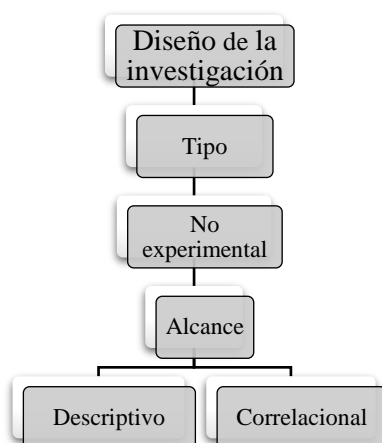 Diseño de la
investigación
Tipo
No
experimental
Alcance
Descriptivo
Correlacional